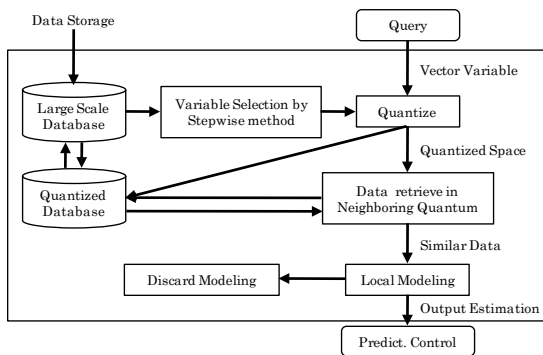 Data Storage
Query
Vector Variable
Large Scale
Database
Variable Selection by
Stepwise method
Quantize
Quantized Space
Quantized
Database
Data retrieve in
Neighboring Quantum
Similar Data
Discard Modeling
Local Modeling
Output Estimation
Predict. Control